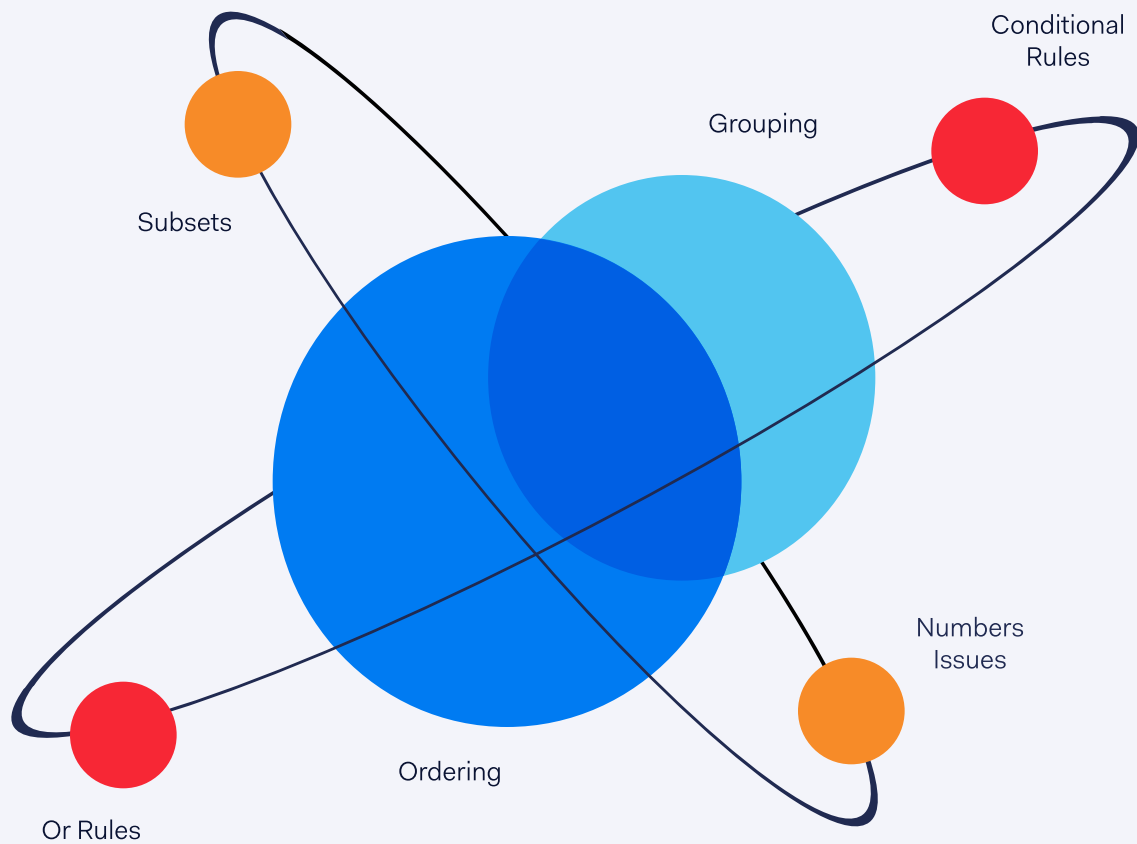 Conditional
Rules
Grouping
Subsets
Numbers
Issues
Ordering
Or Rules